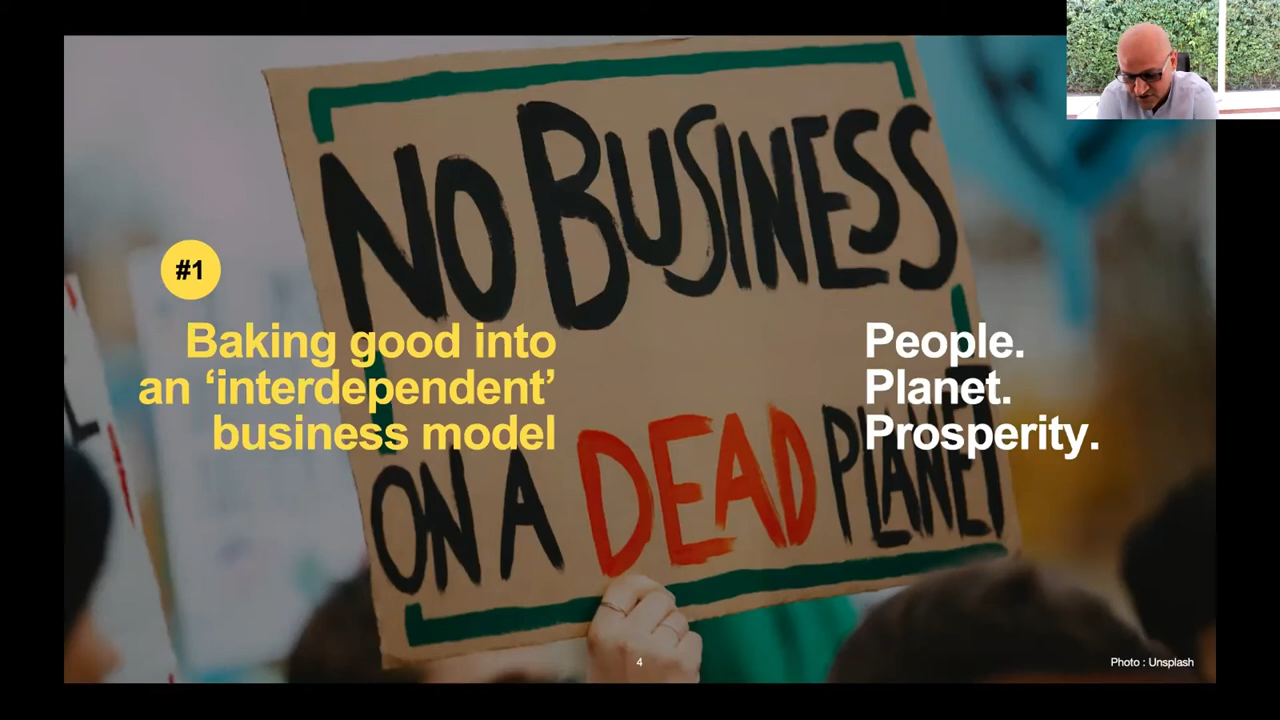 NO BUSINESS
ON A DEAD PLANET
#1
Baking good into
an ‘interdependent’
business model
People.
Planet.
Prosperity.
4
Photo : Unsplash